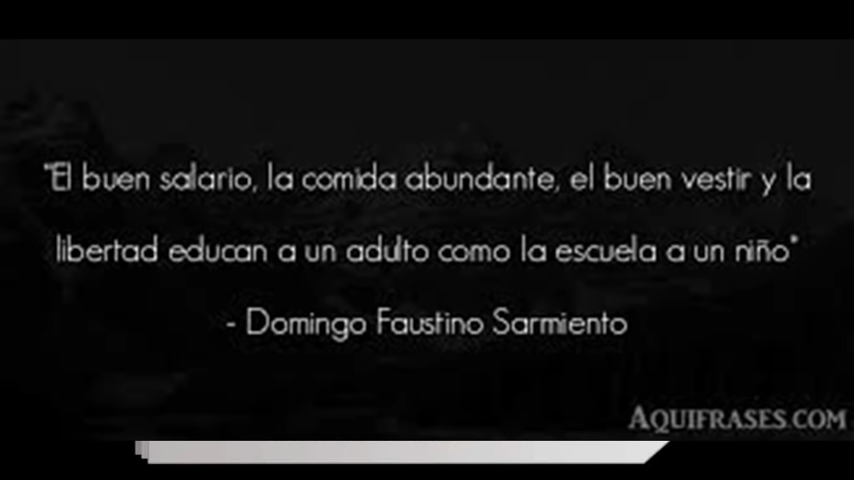 "El buen salario, la comida abundante, el buen vestir y la
libertad educan a un adulto como la escuela a un niño"
- Domingo Faustino Sarmiento
AQUIFRASES.COM